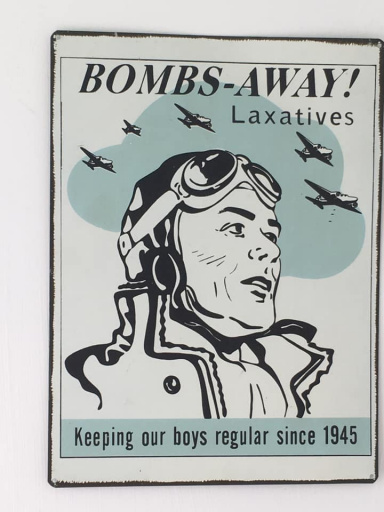 BOMBS-AWAY!
Laxatives
Keeping our boys regular since 1945